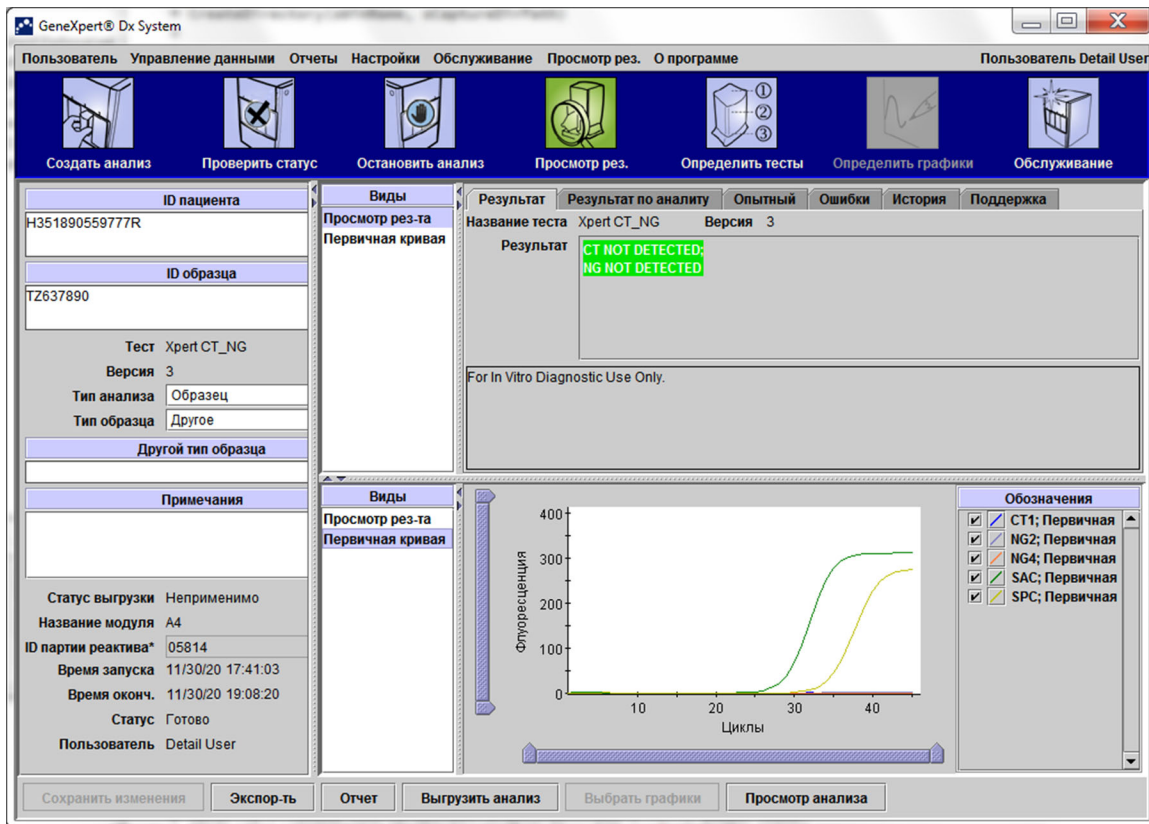 GeneXpert® Dx System
Пользователь Управление данными Отчеты Настройки Обслуживание Просмотр рез. О программе Пользователь Detail User
Создать анализ Проверить статус Остановить анализ Просмотр рез. Определить тесты Определить графики Обслуживание
ID пациента
H351890559777R
ID образца
TZ637890
Тест Xpert CT_NG
Версия 3
Тип анализа Образец
Тип образца Другое
Другой тип образца
Примечания
Статус выгрузки Неприменимо
Название модуля A4
ID партии реактива* 05814
Время запуска 11/30/20 17:41:03
Время оконч. 11/30/20 19:08:20
Статус Готово
Пользователь Detail User
Виды
Просмотр рез-та
Первичная кривая
Результат Результат по аналиту Опытный Ошибки История Поддержка
Название теста Xpert CT_NG Версия 3
Результат CT NOT DETECTED;
NG NOT DETECTED
For In Vitro Diagnostic Use Only.
Виды
Просмотр рез-та
Первичная кривая
Флуоресценция
400
300
200
100
0
10 20 30 40
Циклы
Обозначения
CT1; Первичная
NG2; Первичная
NG4; Первичная
SAC; Первичная
SPC; Первичная
Сохранить изменения Экспор-ть Отчет Выгрузить анализ Выбрать графики Просмотр анализа